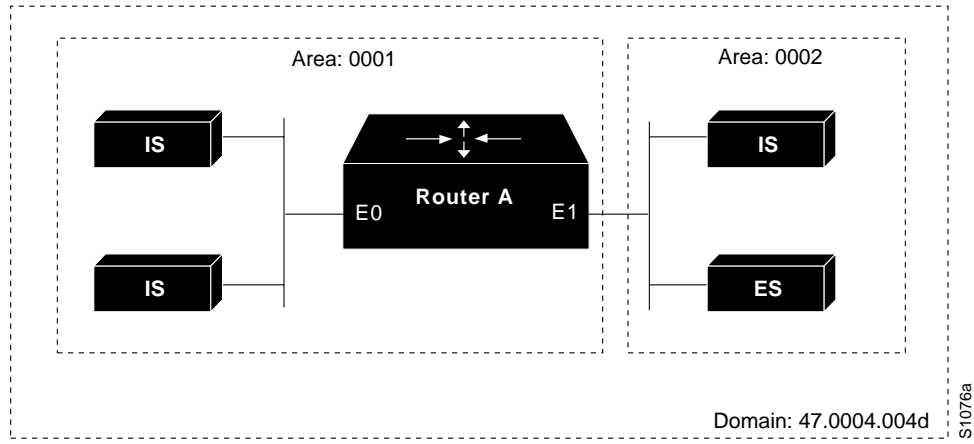 Area: 0001
Area: 0002
IS
IS
Router A
E0
E1
IS
ES
Domain: 47.0004.004d
S1076a